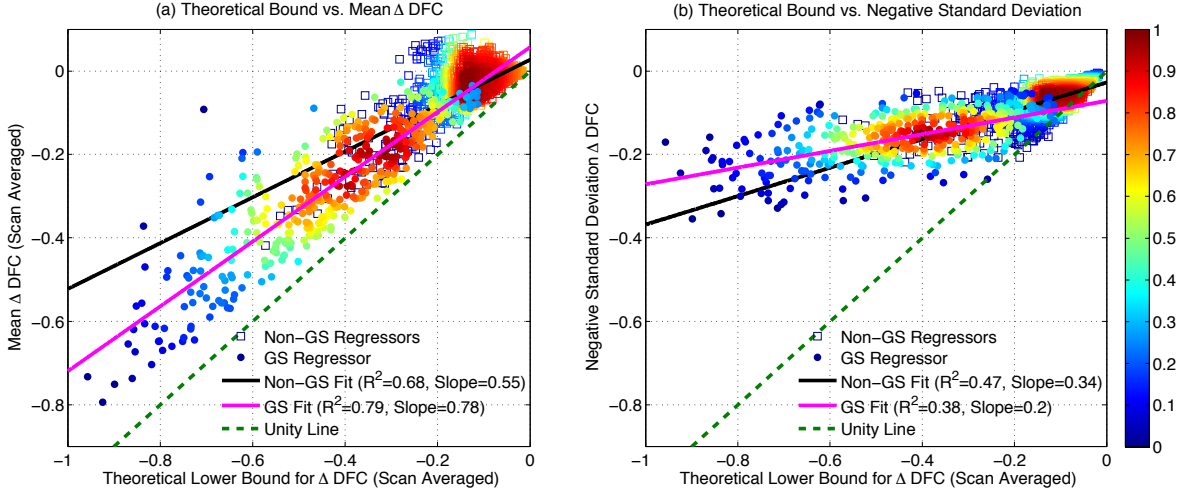 (a) Theoretical Bound vs. Mean Δ DFC
Mean Δ DFC (Scan Averaged)
0
−0.2
−0.4
−0.6
−0.8
Non−GS Regressors
GS Regressor
Non−GS Fit (R²=0.68, Slope=0.55)
GS Fit (R²=0.79, Slope=0.78)
Unity Line
−1 −0.8 −0.6 −0.4 −0.2 0
Theoretical Lower Bound for Δ DFC (Scan Averaged)
(b) Theoretical Bound vs. Negative Standard Deviation
Negative Standard Deviation Δ DFC
0
−0.2
−0.4
−0.6
−0.8
Non−GS Regressors
GS Regressor
Non−GS Fit (R²=0.47, Slope=0.34)
GS Fit (R²=0.38, Slope=0.2)
Unity Line
−1 −0.8 −0.6 −0.4 −0.2 0
Theoretical Lower Bound for Δ DFC (Scan Averaged)
1
0.9
0.8
0.7
0.6
0.5
0.4
0.3
0.2
0.1
0